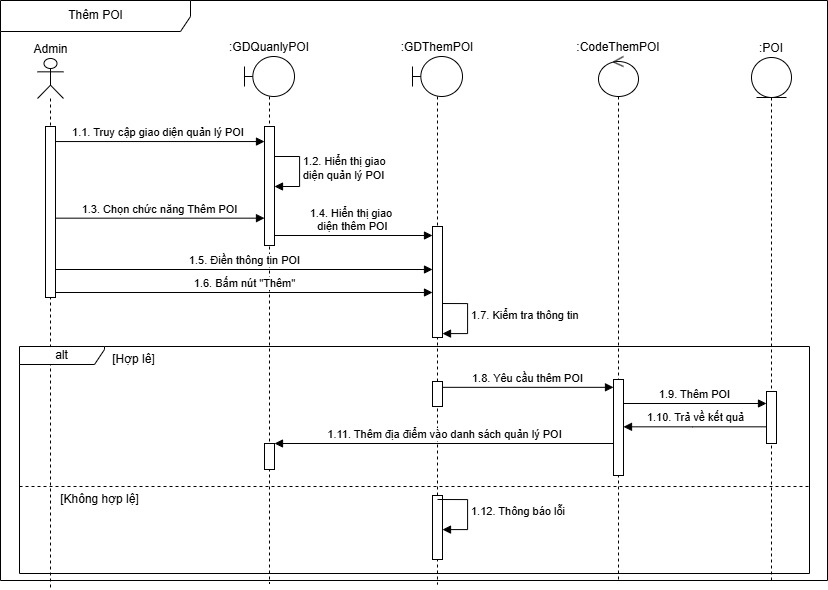 Thêm POI
Admin
:GDQuanlyPOI
:GDThemPOI
:CodeThemPOI
:POI
1.1. Truy cập giao diện quản lý POI
1.2. Hiển thị giao
diện quản lý POI
1.3. Chọn chức năng Thêm POI
1.4. Hiển thị giao
diện thêm POI
1.5. Điền thông tin POI
1.6. Bấm nút "Thêm"
1.7. Kiểm tra thông tin
alt
[Hợp lê]
1.8. Yêu cầu thêm POI
1.9. Thêm POI
1.10. Trả về kết quả
1.11. Thêm địa điểm vào danh sách quản lý POI
[Không hợp lệ]
1.12. Thông báo lỗi